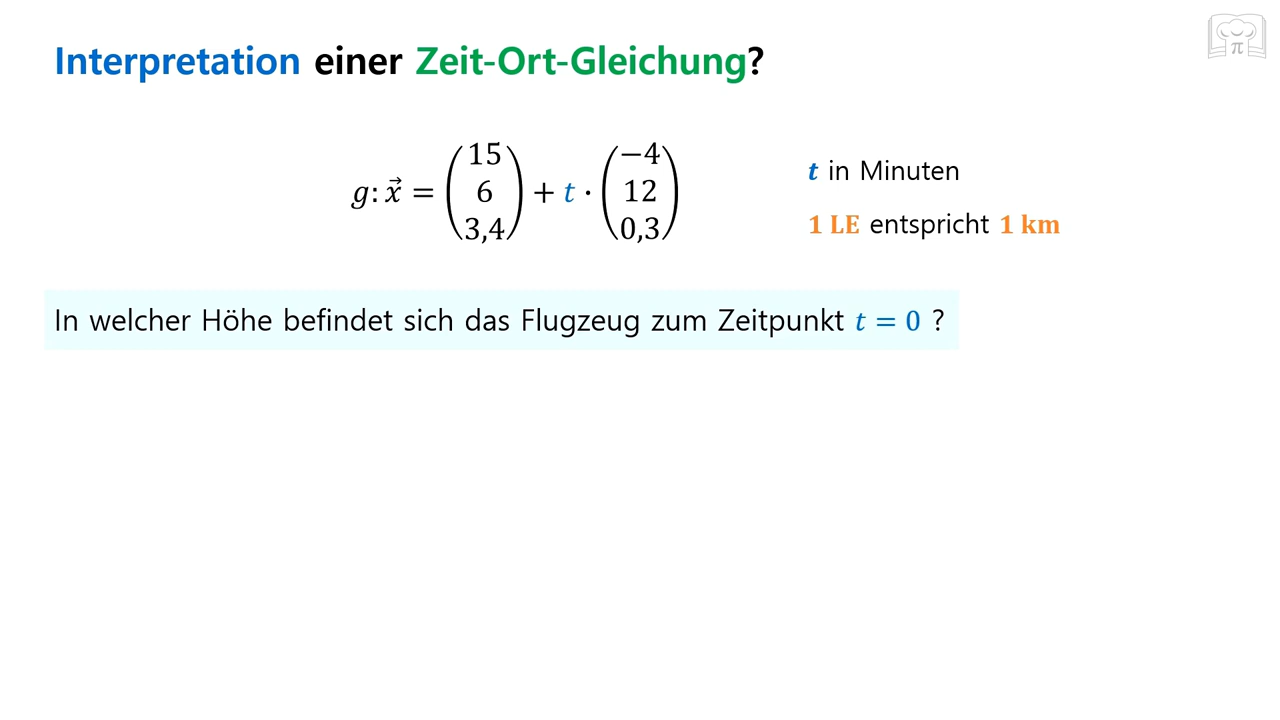 Interpretation einer Zeit-Ort-Gleichung?
g: x⃗ = (15 6 3,4) + t · (−4 12 0,3)
t in Minuten
1 LE entspricht 1 km
In welcher Höhe befindet sich das Flugzeug zum Zeitpunkt t = 0 ?
π